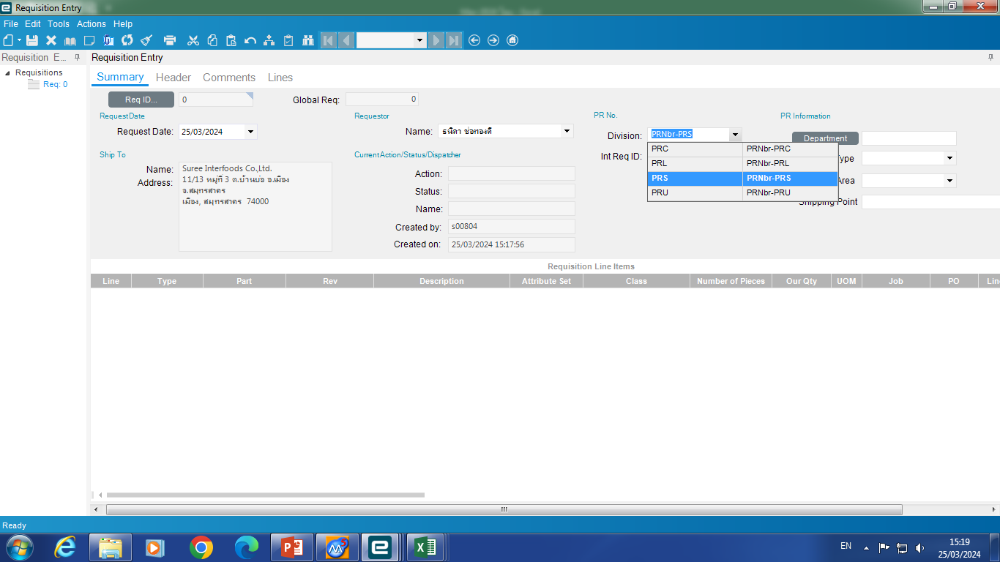 Requisition Entry
File Edit Tools Actions Help
Requisition E...
Requisition Entry
Requisitions
Req: 0
Summary Header Comments Lines
Req ID... 0 Global Req: 0
Request Date Requestor PR No. PR Information
Request Date: 25/03/2024 Name: ธนิดา ช่อทองดี Division: PRNbr-PRS Department
Int Req ID: ype
PRC PRNbr-PRC
PRL PRNbr-PRL
PRS PRNbr-PRS
PRU PRNbr-PRU
Area
Shipping Point
Ship To Current Action/Status/Dispatcher
Name: Suree Interfoods Co.,Ltd.
Address: 11/13 หมู่ที่ 3 ต.บ้านบ่อ อ.เมือง
จ.สมุทรสาคร
เมือง, สมุทรสาคร 74000
Action:
Status:
Name:
Created by: s00804
Created on: 25/03/2024 15:17:56
Requisition Line Items
Line Type Part Rev Description Attribute Set Class Number of Pieces Our Qty UOM Job PO Lin
Ready
EN 15:19
25/03/2024